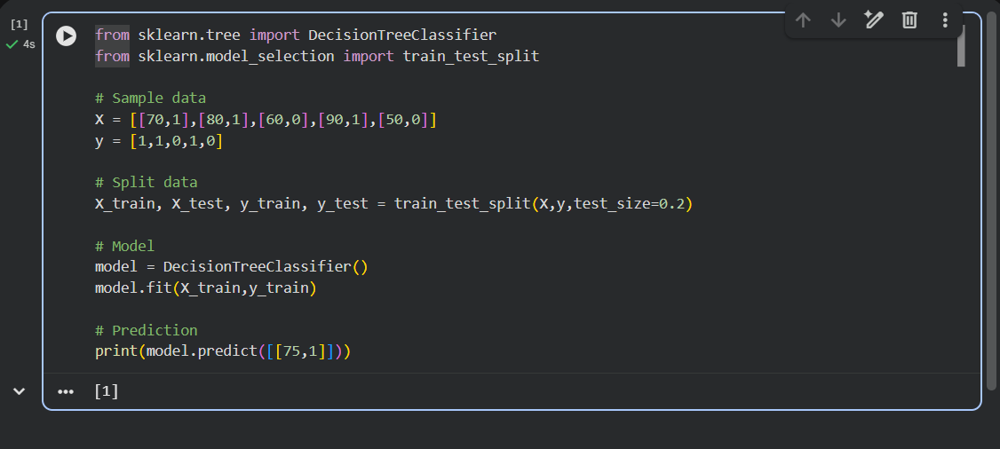 [1]
4s
from sklearn.tree import DecisionTreeClassifier
from sklearn.model_selection import train_test_split
# Sample data
X = [[70,1],[80,1],[60,0],[90,1],[50,0]]
y = [1,1,0,1,0]
# Split data
X_train, X_test, y_train, y_test = train_test_split(X,y,test_size=0.2)
# Model
model = DecisionTreeClassifier()
model.fit(X_train,y_train)
# Prediction
print(model.predict([[75,1]]))
[1]